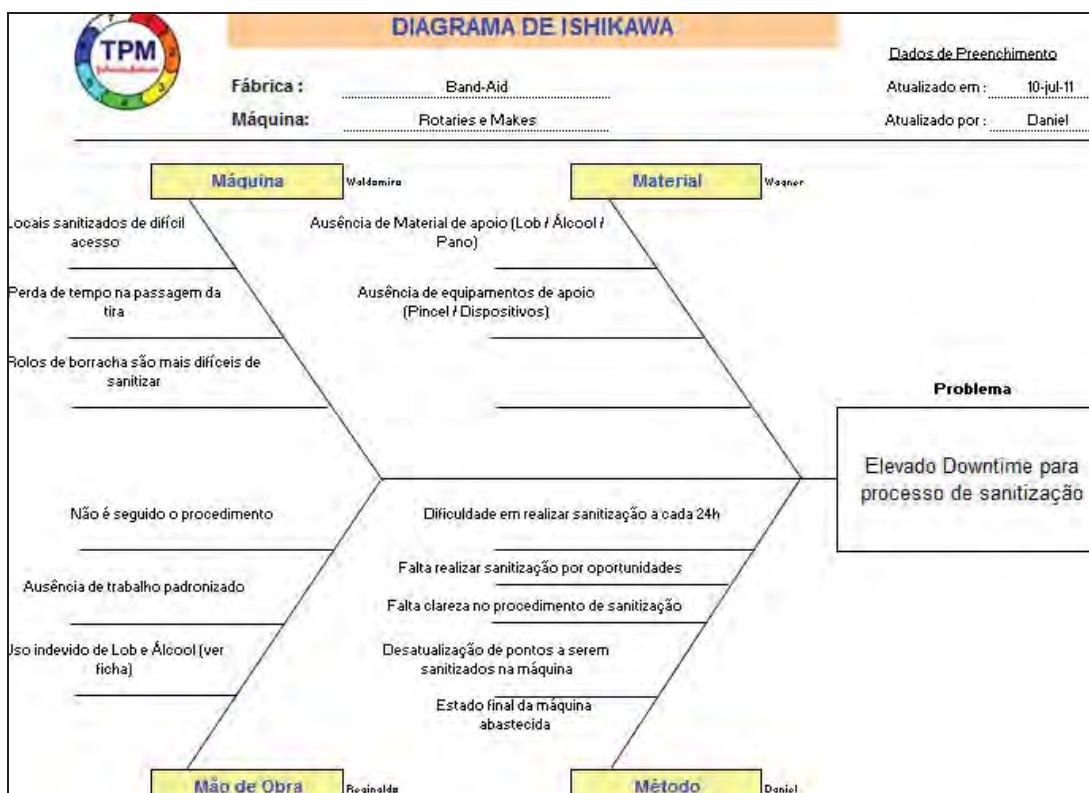 DIAGRAMA DE ISHIKAWA
TPM
Dados de Preenchimento
Fábrica :
Band-Aid
Atualizado em :
10-jul-11
Máquina:
Rotaries e Makes
Atualizado por :
Daniel
Máquina
Waldomiro
Material
Wagner
Locais sanitizados de difícil
acesso
Ausência de Material de apoio (Lob / Álcool /
Pano)
Perda de tempo na passagem da
tira
Ausência de equipamentos de apoio
(Pincel / Dispositivos)
Rolos de borracha são mais difíceis de
sanitizar
Problema
Elevado Downtime para
processo de sanitização
Não é seguido o procedimento
Dificuldade em realizar sanitização a cada 24h
Falta realizar sanitização por oportunidades
Ausência de trabalho padronizado
Falta clareza no procedimento de sanitização
Uso indevido de Lob e Álcool (ver
ficha)
Desatualização de pontos a serem
sanitizados na máquina
Estado final da máquina
abastecida
Mão de Obra
Reginaldo
Método
Daniel